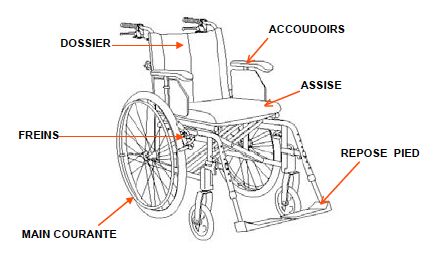 ACCOUDOIRS
DOSSIER
ASSISE
FREINS
REPOSE PIED
MAIN COURANTE